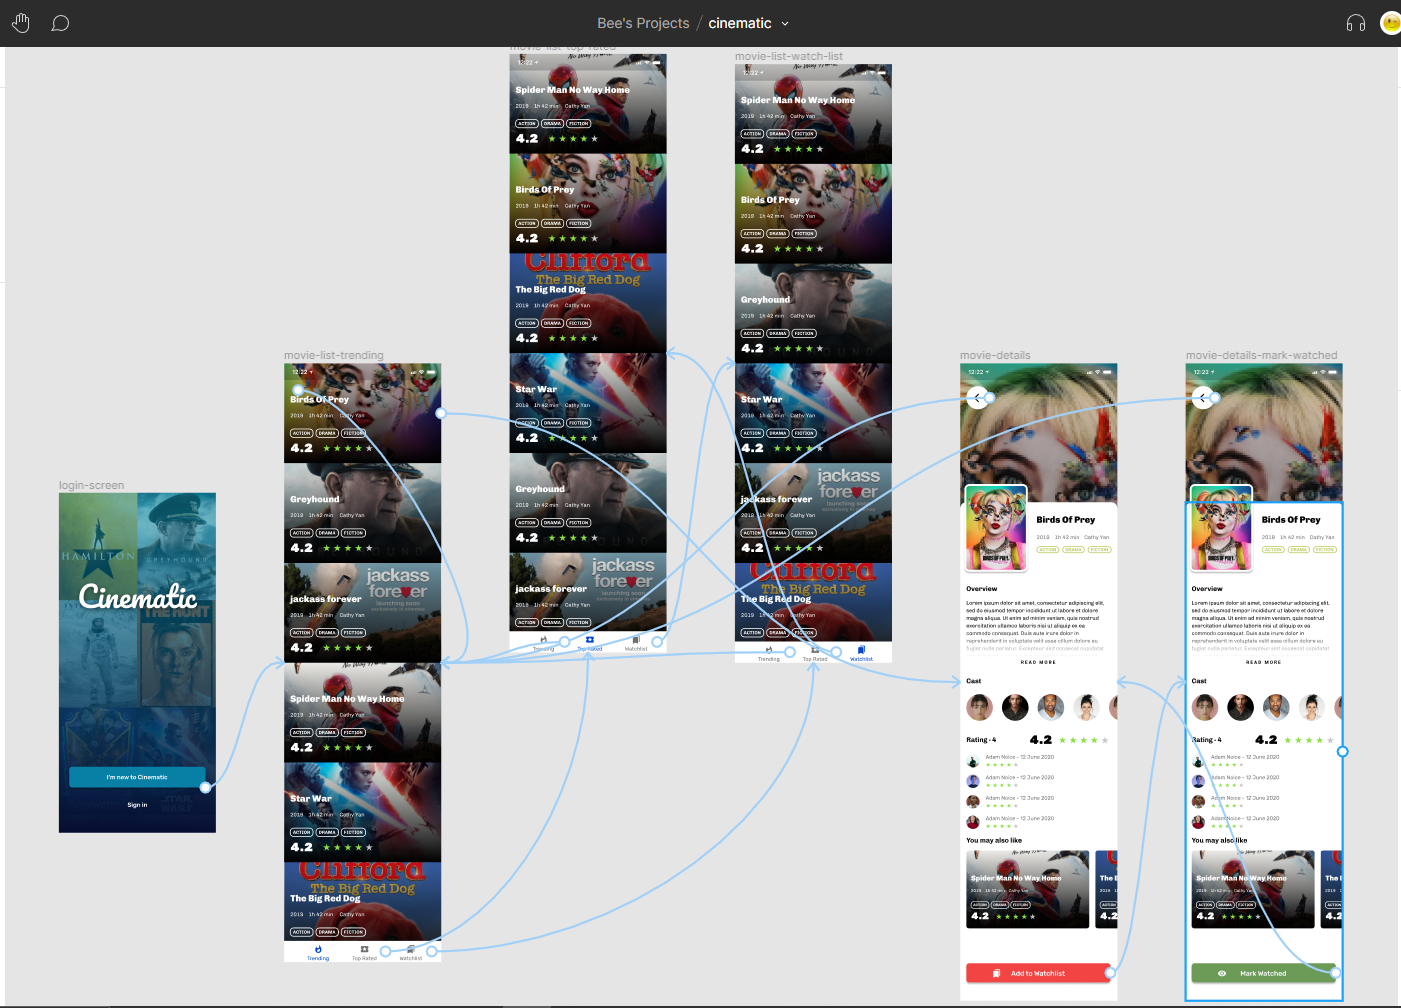 Bee's Projects / cinematic
movie-list-top-rated
12:22
Spider Man No Way Home
2019 1h 42 min Cathy Yan
ACTION DRAMA FICTION
4.2
Birds Of Prey
2019 1h 42 min Cathy Yan
ACTION DRAMA FICTION
4.2
Clifford
The Big Red Dog
The Big Red Dog
2019 1h 42 min Cathy Yan
ACTION DRAMA FICTION
4.2
Star War
2019 1h 42 min Cathy Yan
ACTION DRAMA FICTION
4.2
Greyhound
2019 1h 42 min Cathy Yan
ACTION DRAMA FICTION
4.2
jackass forever
jackass
forever
launching soon
exclusively in cinemas
2019 1h 42 min Cathy Yan
ACTION DRAMA FICTION
4.2
Trending Top Rated Watchlist
movie-list-watch-list
12:22
Spider Man No Way Home
2019 1h 42 min Cathy Yan
ACTION DRAMA FICTION
4.2
Birds Of Prey
2019 1h 42 min Cathy Yan
ACTION DRAMA FICTION
4.2
Greyhound
2019 1h 42 min Cathy Yan
ACTION DRAMA FICTION
4.2
Star War
2019 1h 42 min Cathy Yan
ACTION DRAMA FICTION
4.2
jackass forever
jackass
forever
launching soon
exclusively in cinemas
2019 1h 42 min Cathy Yan
ACTION DRAMA FICTION
4.2
Clifford
The Big Red Dog
The Big Red Dog
2019 1h 42 min Cathy Yan
ACTION DRAMA FICTION
Trending Top Rated Watchlist
movie-list-trending
12:22
Birds Of Prey
2019 1h 42 min Cathy Yan
ACTION DRAMA FICTION
4.2
Greyhound
2019 1h 42 min Cathy Yan
ACTION DRAMA FICTION
4.2
jackass forever
jackass
forever
launching soon
exclusively in cinemas
2019 1h 42 min Cathy Yan
ACTION DRAMA FICTION
4.2
Spider Man No Way Home
2019 1h 42 min Cathy Yan
ACTION DRAMA FICTION
4.2
Star War
2019 1h 42 min Cathy Yan
ACTION DRAMA FICTION
4.2
Clifford
The Big Red Dog
The Big Red Dog
2019 1h 42 min Cathy Yan
ACTION DRAMA FICTION
Trending Top Rated Watchlist
login-screen
HAMILTON
GREYHOUND
Cinematic
THE HUNT
I'm new to Cinematic
Sign in
STAR WARS
movie-details
12:22
BIRDS OF PREY
Birds Of Prey
2019 1h 42 min Cathy Yan
ACTION DRAMA FICTION
Overview
Lorem ipsum dolor sit amet, consectetur adipiscing elit,
sed do eiusmod tempor incididunt ut labore et dolore
magna aliqua. Ut enim ad minim veniam, quis nostrud
exercitation ullamco laboris nisi ut aliquip ex ea
commodo consequat. Duis aute irure dolor in
reprehenderit in voluptate velit esse cillum dolore eu
fugiat nulla pariatur. Excepteur sint occaecat cupidatat
READ MORE
Cast
Rating · 4 4.2
Adam Noice – 12 June 2020
Adam Noice – 12 June 2020
Adam Noice – 12 June 2020
Adam Noice – 12 June 2020
You may also like
Spider Man No Way Home
2019 1h 42 min Cathy Yan
ACTION DRAMA FICTION
4.2
Add to Watchlist
movie-details-mark-watched
12:22
BIRDS OF PREY
Birds Of Prey
2019 1h 42 min Cathy Yan
ACTION DRAMA FICTION
Overview
Lorem ipsum dolor sit amet, consectetur adipiscing elit,
sed do eiusmod tempor incididunt ut labore et dolore
magna aliqua. Ut enim ad minim veniam, quis nostrud
exercitation ullamco laboris nisi ut aliquip ex ea
commodo consequat. Duis aute irure dolor in
reprehenderit in voluptate velit esse cillum dolore eu
fugiat nulla pariatur. Excepteur sint occaecat cupidatat
READ MORE
Cast
Rating · 4 4.2
Adam Noice – 12 June 2020
Adam Noice – 12 June 2020
Adam Noice – 12 June 2020
Adam Noice – 12 June 2020
You may also like
Spider Man No Way Home
2019 1h 42 min Cathy Yan
ACTION DRAMA FICTION
4.2
Mark Watched